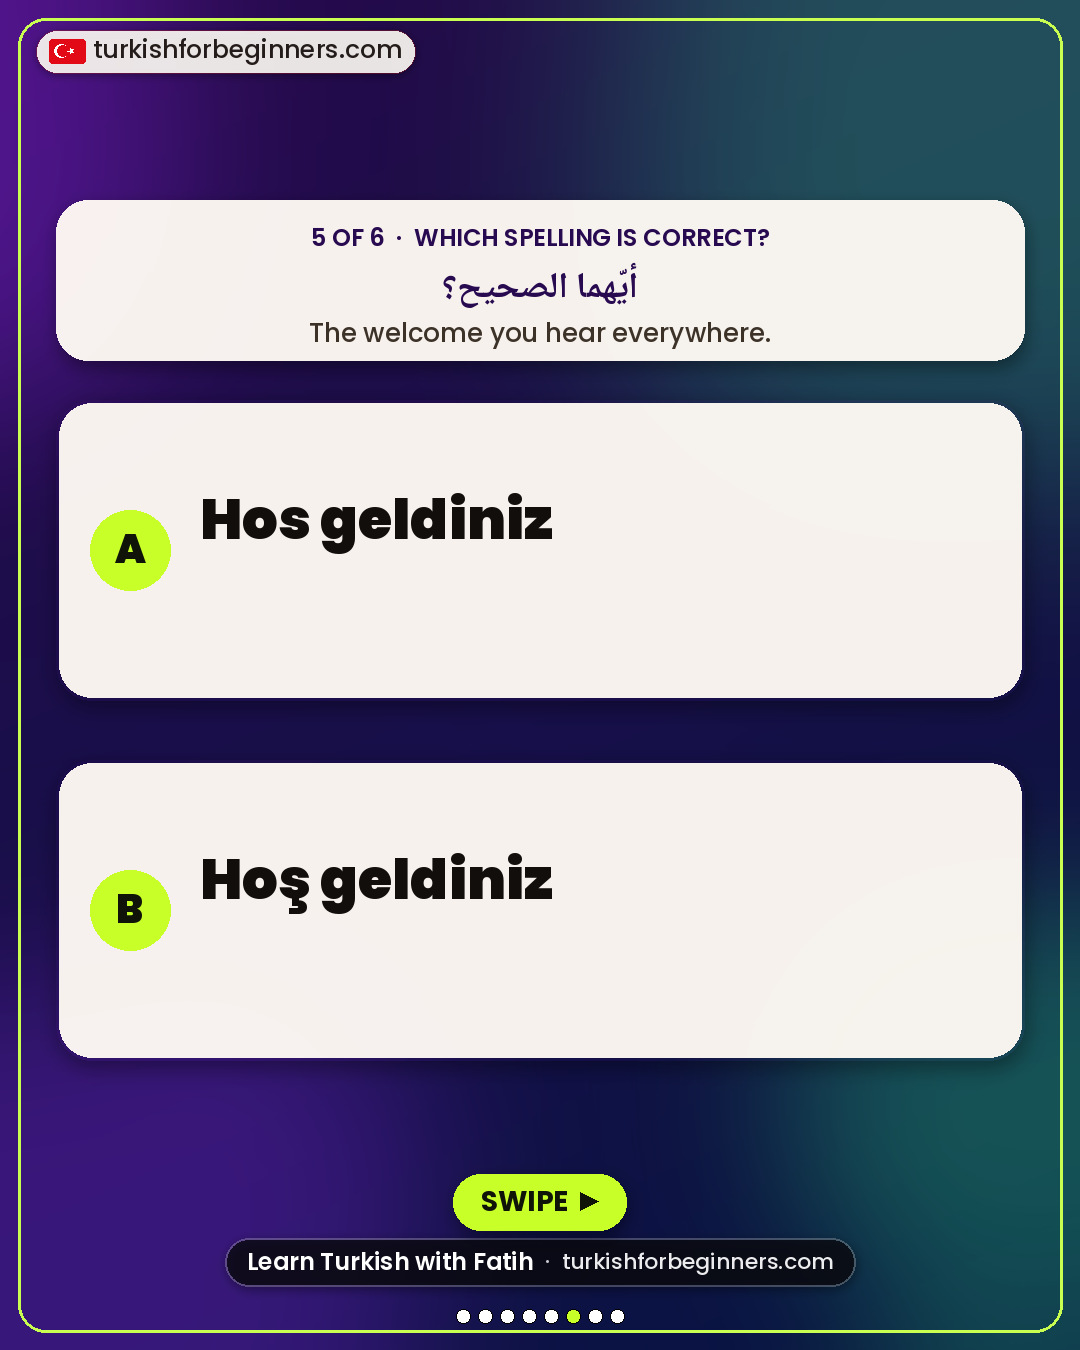 turkishforbeginners.com
5 OF 6 · WHICH SPELLING IS CORRECT?
أيّهما الصحيح؟
The welcome you hear everywhere.
A
Hos geldiniz
B
Hoş geldiniz
SWIPE ▶
Learn Turkish with Fatih · turkishforbeginners.com